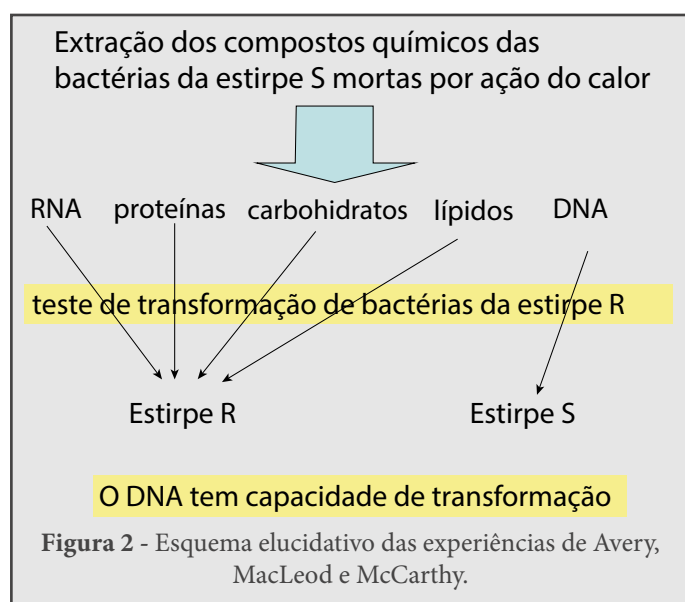 Extração dos compostos químicos das
bactérias da estirpe S mortas por ação do calor
RNA proteínas carbohidratos lípidos DNA
teste de transformação de bactérias da estirpe R
Estirpe R Estirpe S
O DNA tem capacidade de transformação
Figura 2 - Esquema elucidativo das experiências de Avery,
MacLeod e McCarthy.